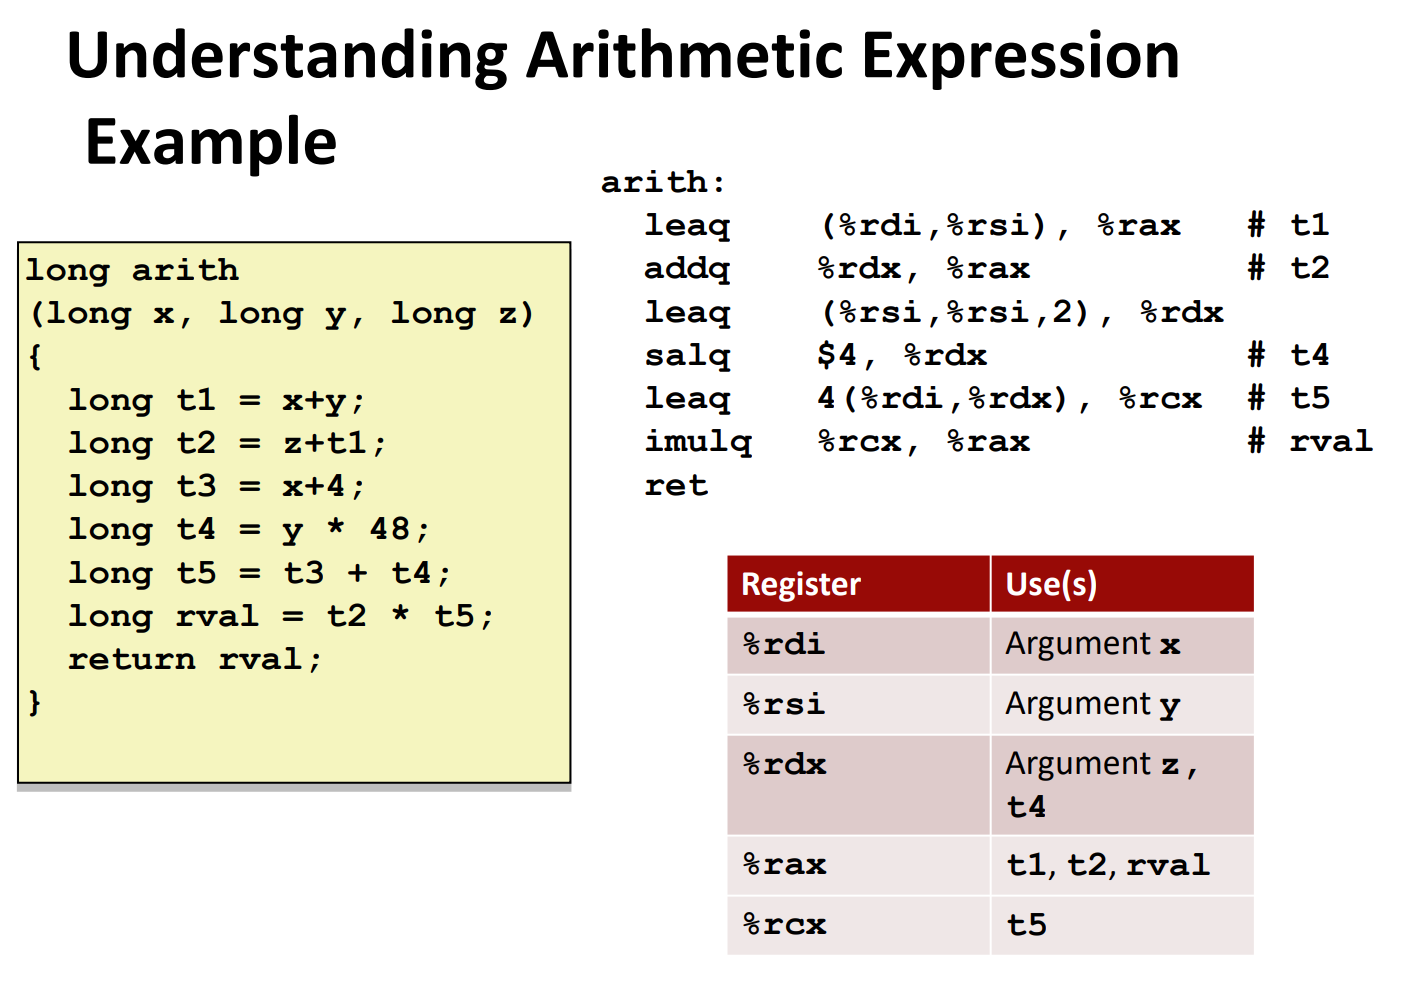 Understanding Arithmetic Expression
Example
long arith
(long x, long y, long z)
{
  long t1 = x+y;
  long t2 = z+t1;
  long t3 = x+4;
  long t4 = y * 48;
  long t5 = t3 + t4;
  long rval = t2 * t5;
  return rval;
}
arith:
  leaq    (%rdi,%rsi), %rax   # t1
  addq    %rdx, %rax          # t2
  leaq    (%rsi,%rsi,2), %rdx
  salq    $4, %rdx            # t4
  leaq    4(%rdi,%rdx), %rcx  # t5
  imulq   %rcx, %rax          # rval
  ret
Register Use(s)
%rdi Argument x
%rsi Argument y
%rdx Argument z,
t4
%rax t1, t2, rval
%rcx t5